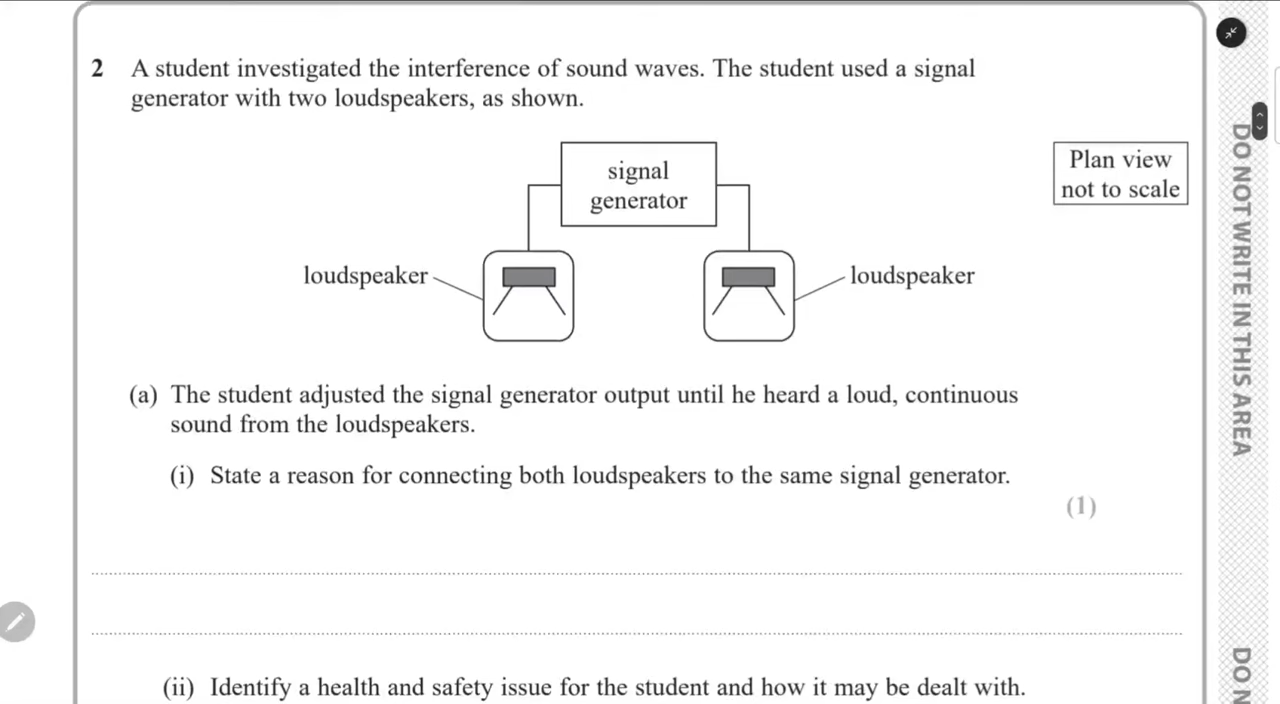 2 A student investigated the interference of sound waves. The student used a signal
generator with two loudspeakers, as shown.
signal
generator
Plan view
not to scale
loudspeaker
loudspeaker
(a) The student adjusted the signal generator output until he heard a loud, continuous
sound from the loudspeakers.
(i) State a reason for connecting both loudspeakers to the same signal generator.
(1)
(ii) Identify a health and safety issue for the student and how it may be dealt with.
DO NOT WRITE IN THIS AREA
DO N